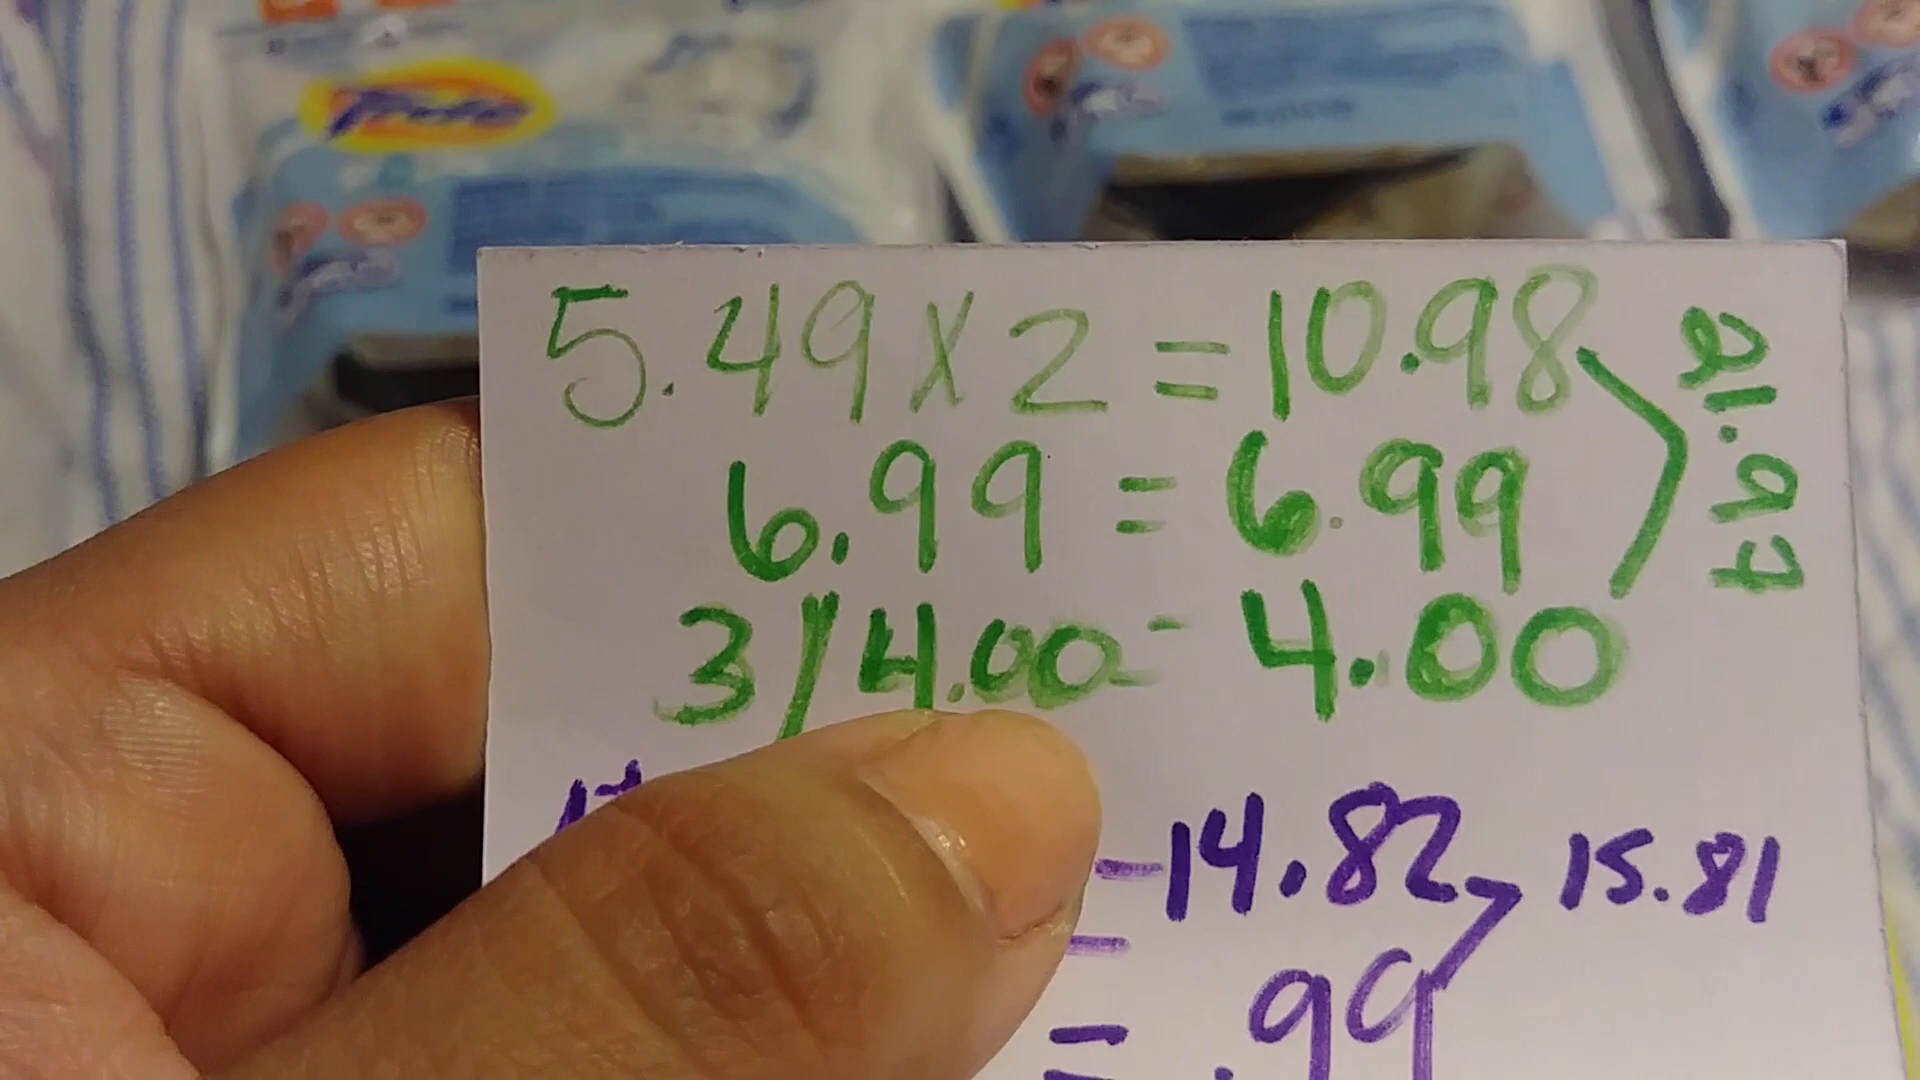 5.49 x 2 = 10.98
6.99 = 6.99
3/4.00 = 4.00
21.97
= 14.82
15.81
=
= .99